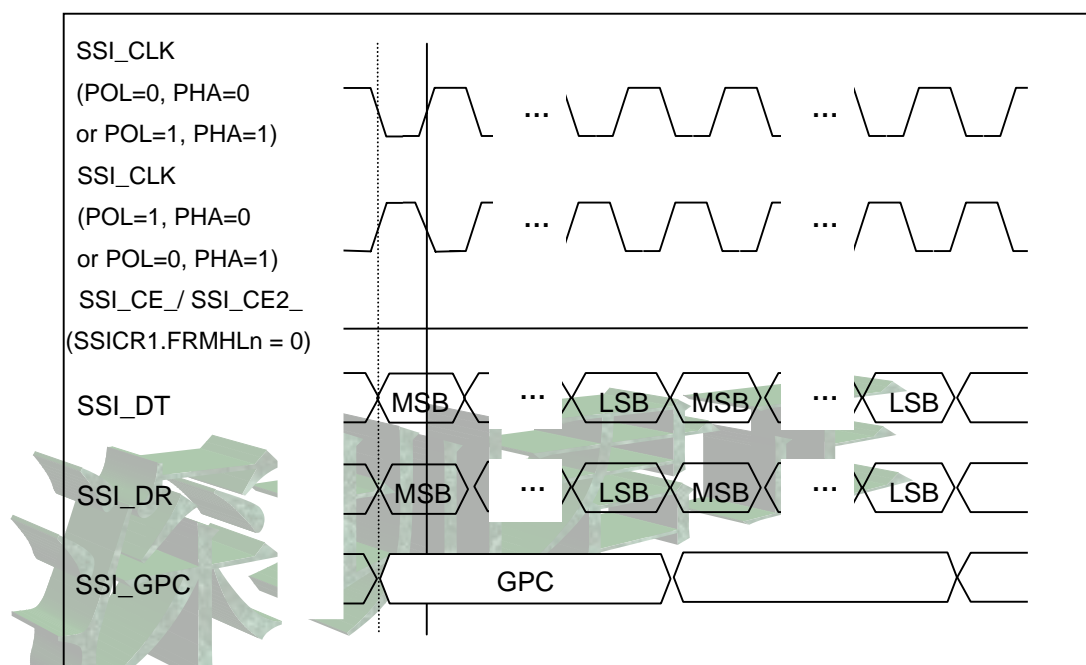 SSI_CLK
(POL=0, PHA=0
or POL=1, PHA=1)
... ...
SSI_CLK
(POL=1, PHA=0
or POL=0, PHA=1)
... ...
SSI_CE_/ SSI_CE2_
(SSICR1.FRMHLn = 0)
SSI_DT MSB ... LSB MSB ... LSB
SSI_DR MSB ... LSB MSB ... LSB
SSI_GPC GPC